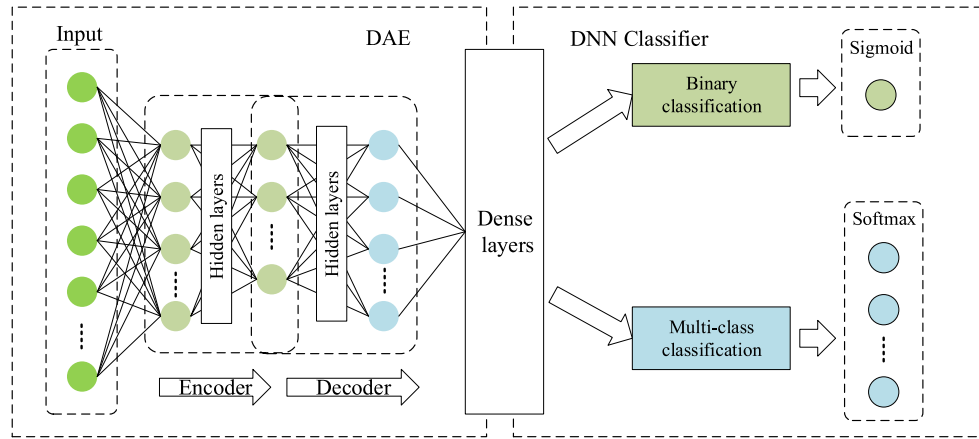 Input
DAE
Hidden layers
Hidden layers
Encoder
Decoder
Dense
layers
DNN Classifier
Binary
classification
Sigmoid
Multi-class
classification
Softmax